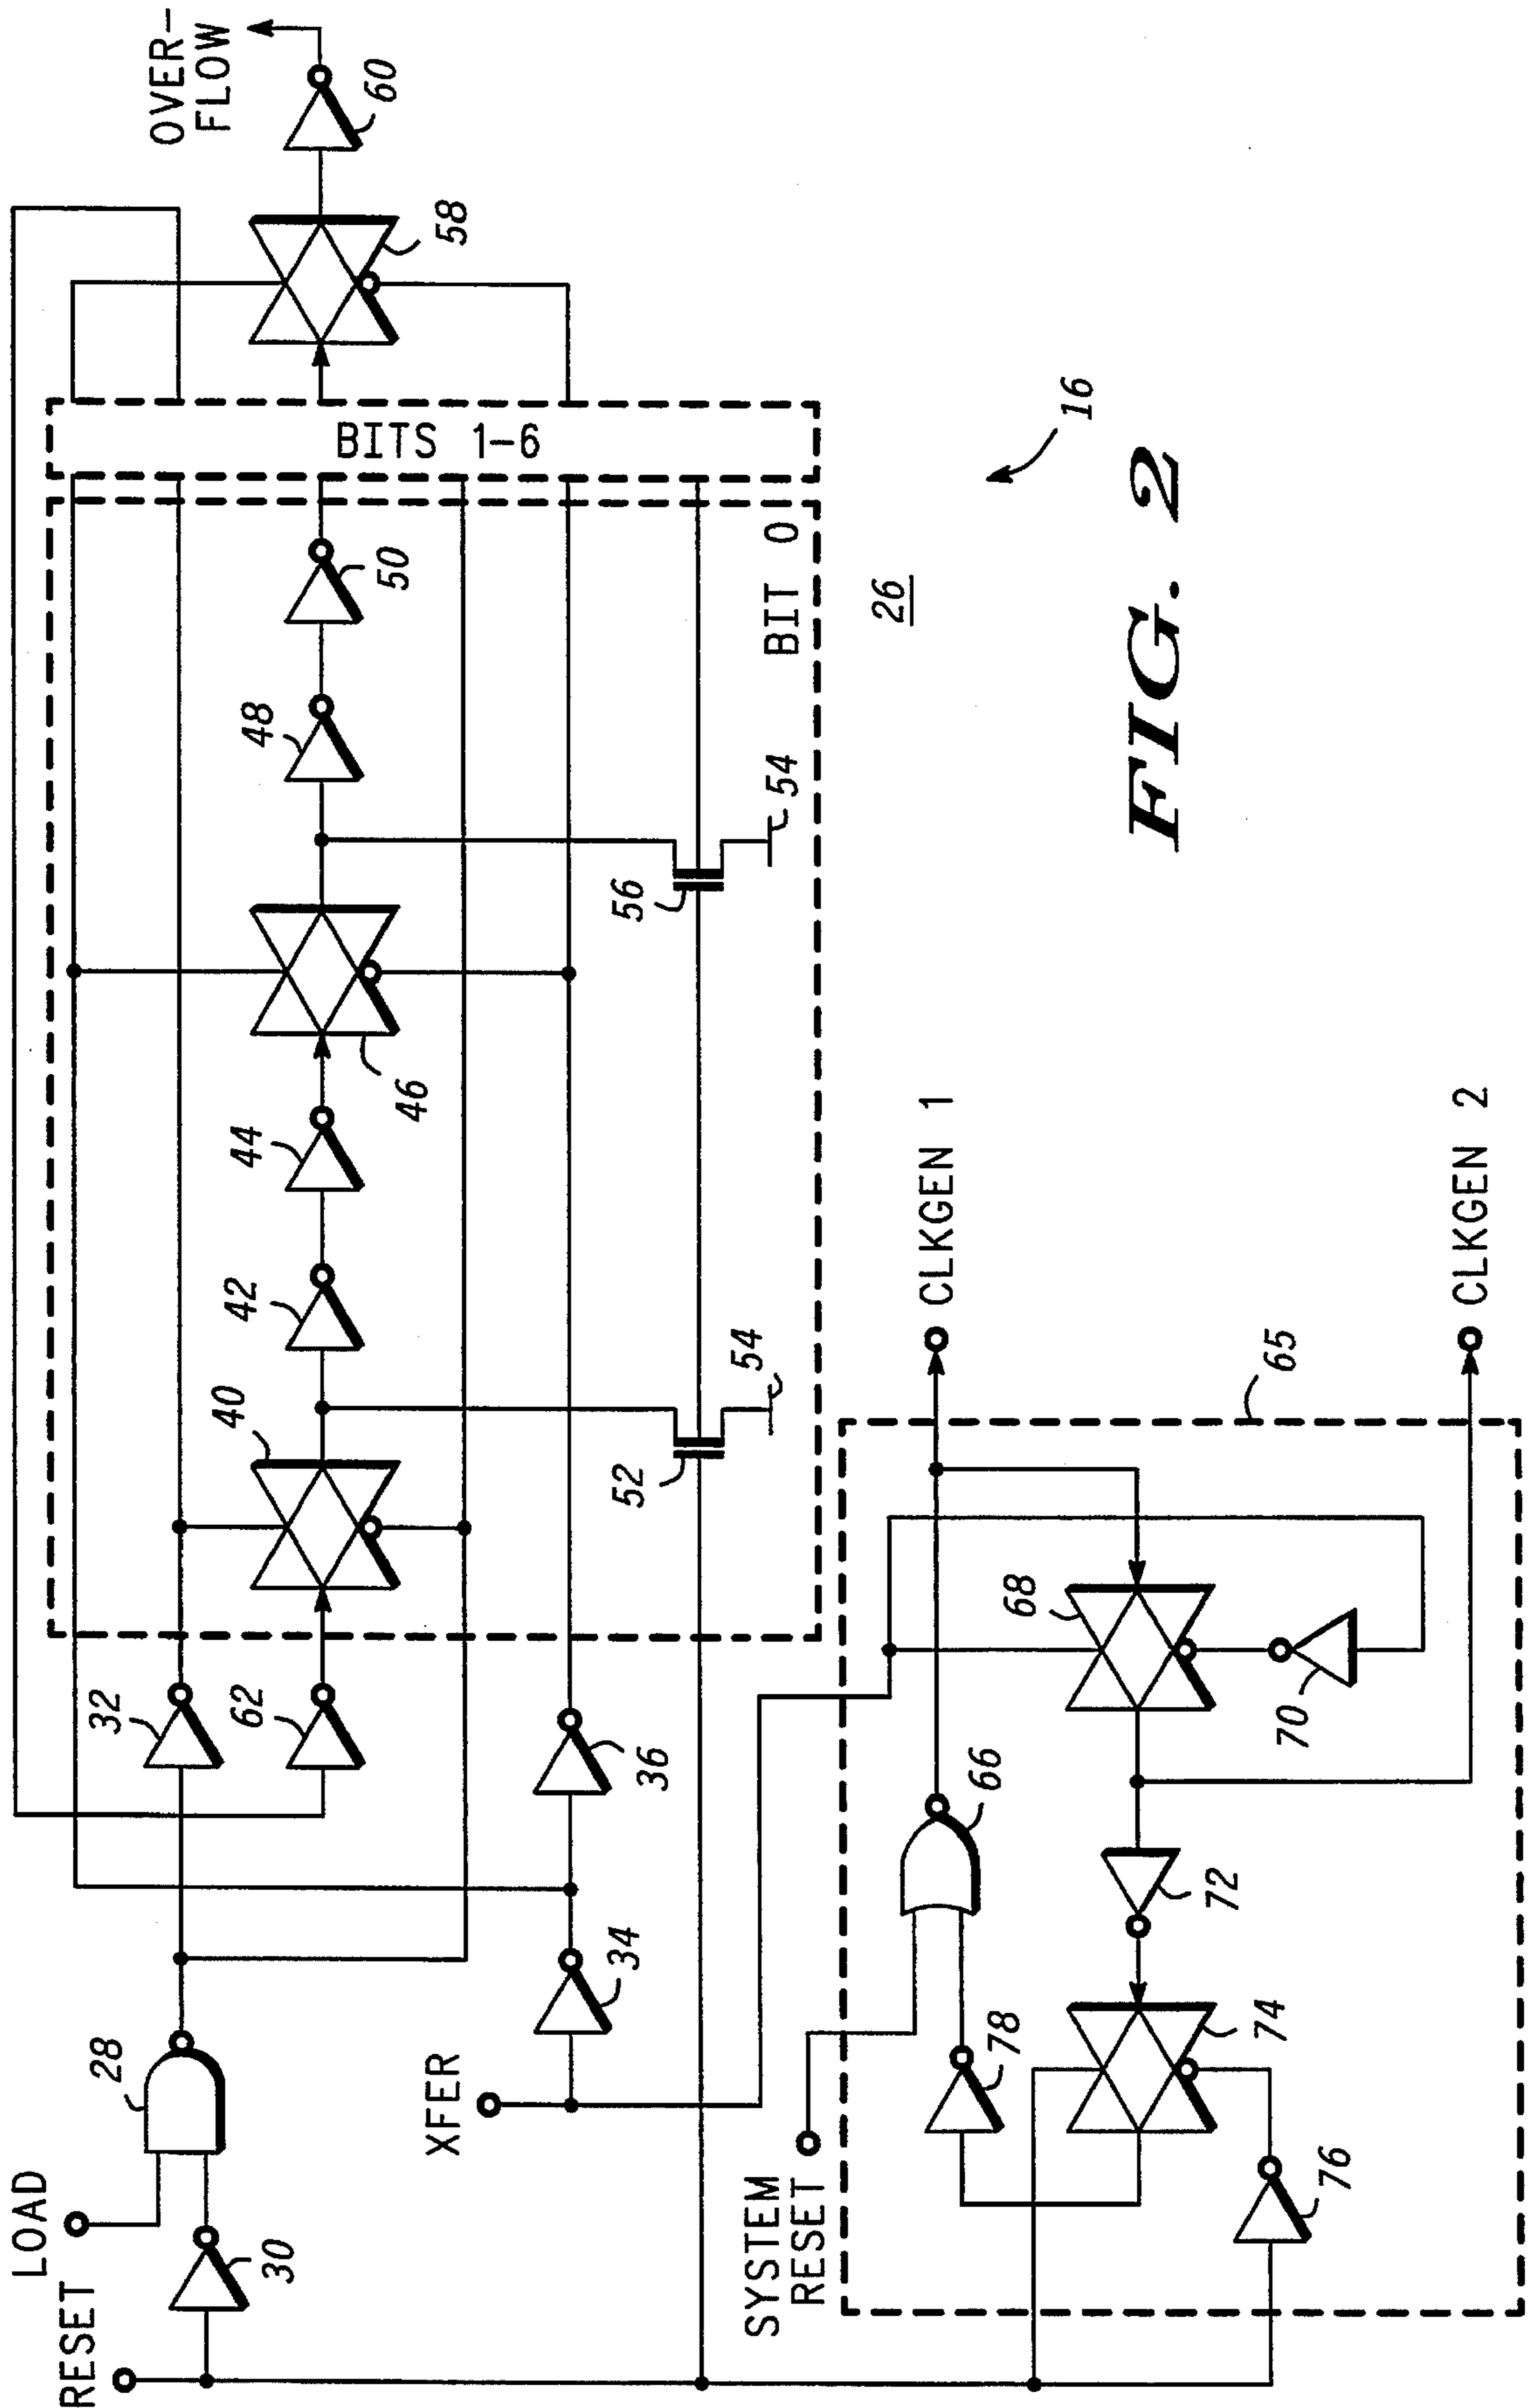 LOAD
RESET
28
30
32
62
XFER
34
36
40
42
44
46
48
50
52
54
56
54
BIT 0
BITS 1-6
58
60
OVER-
FLOW
26
16
SYSTEM
RESET
78
66
76
74
72
68
70
65
CLKGEN 1
CLKGEN 2
FIG. 2